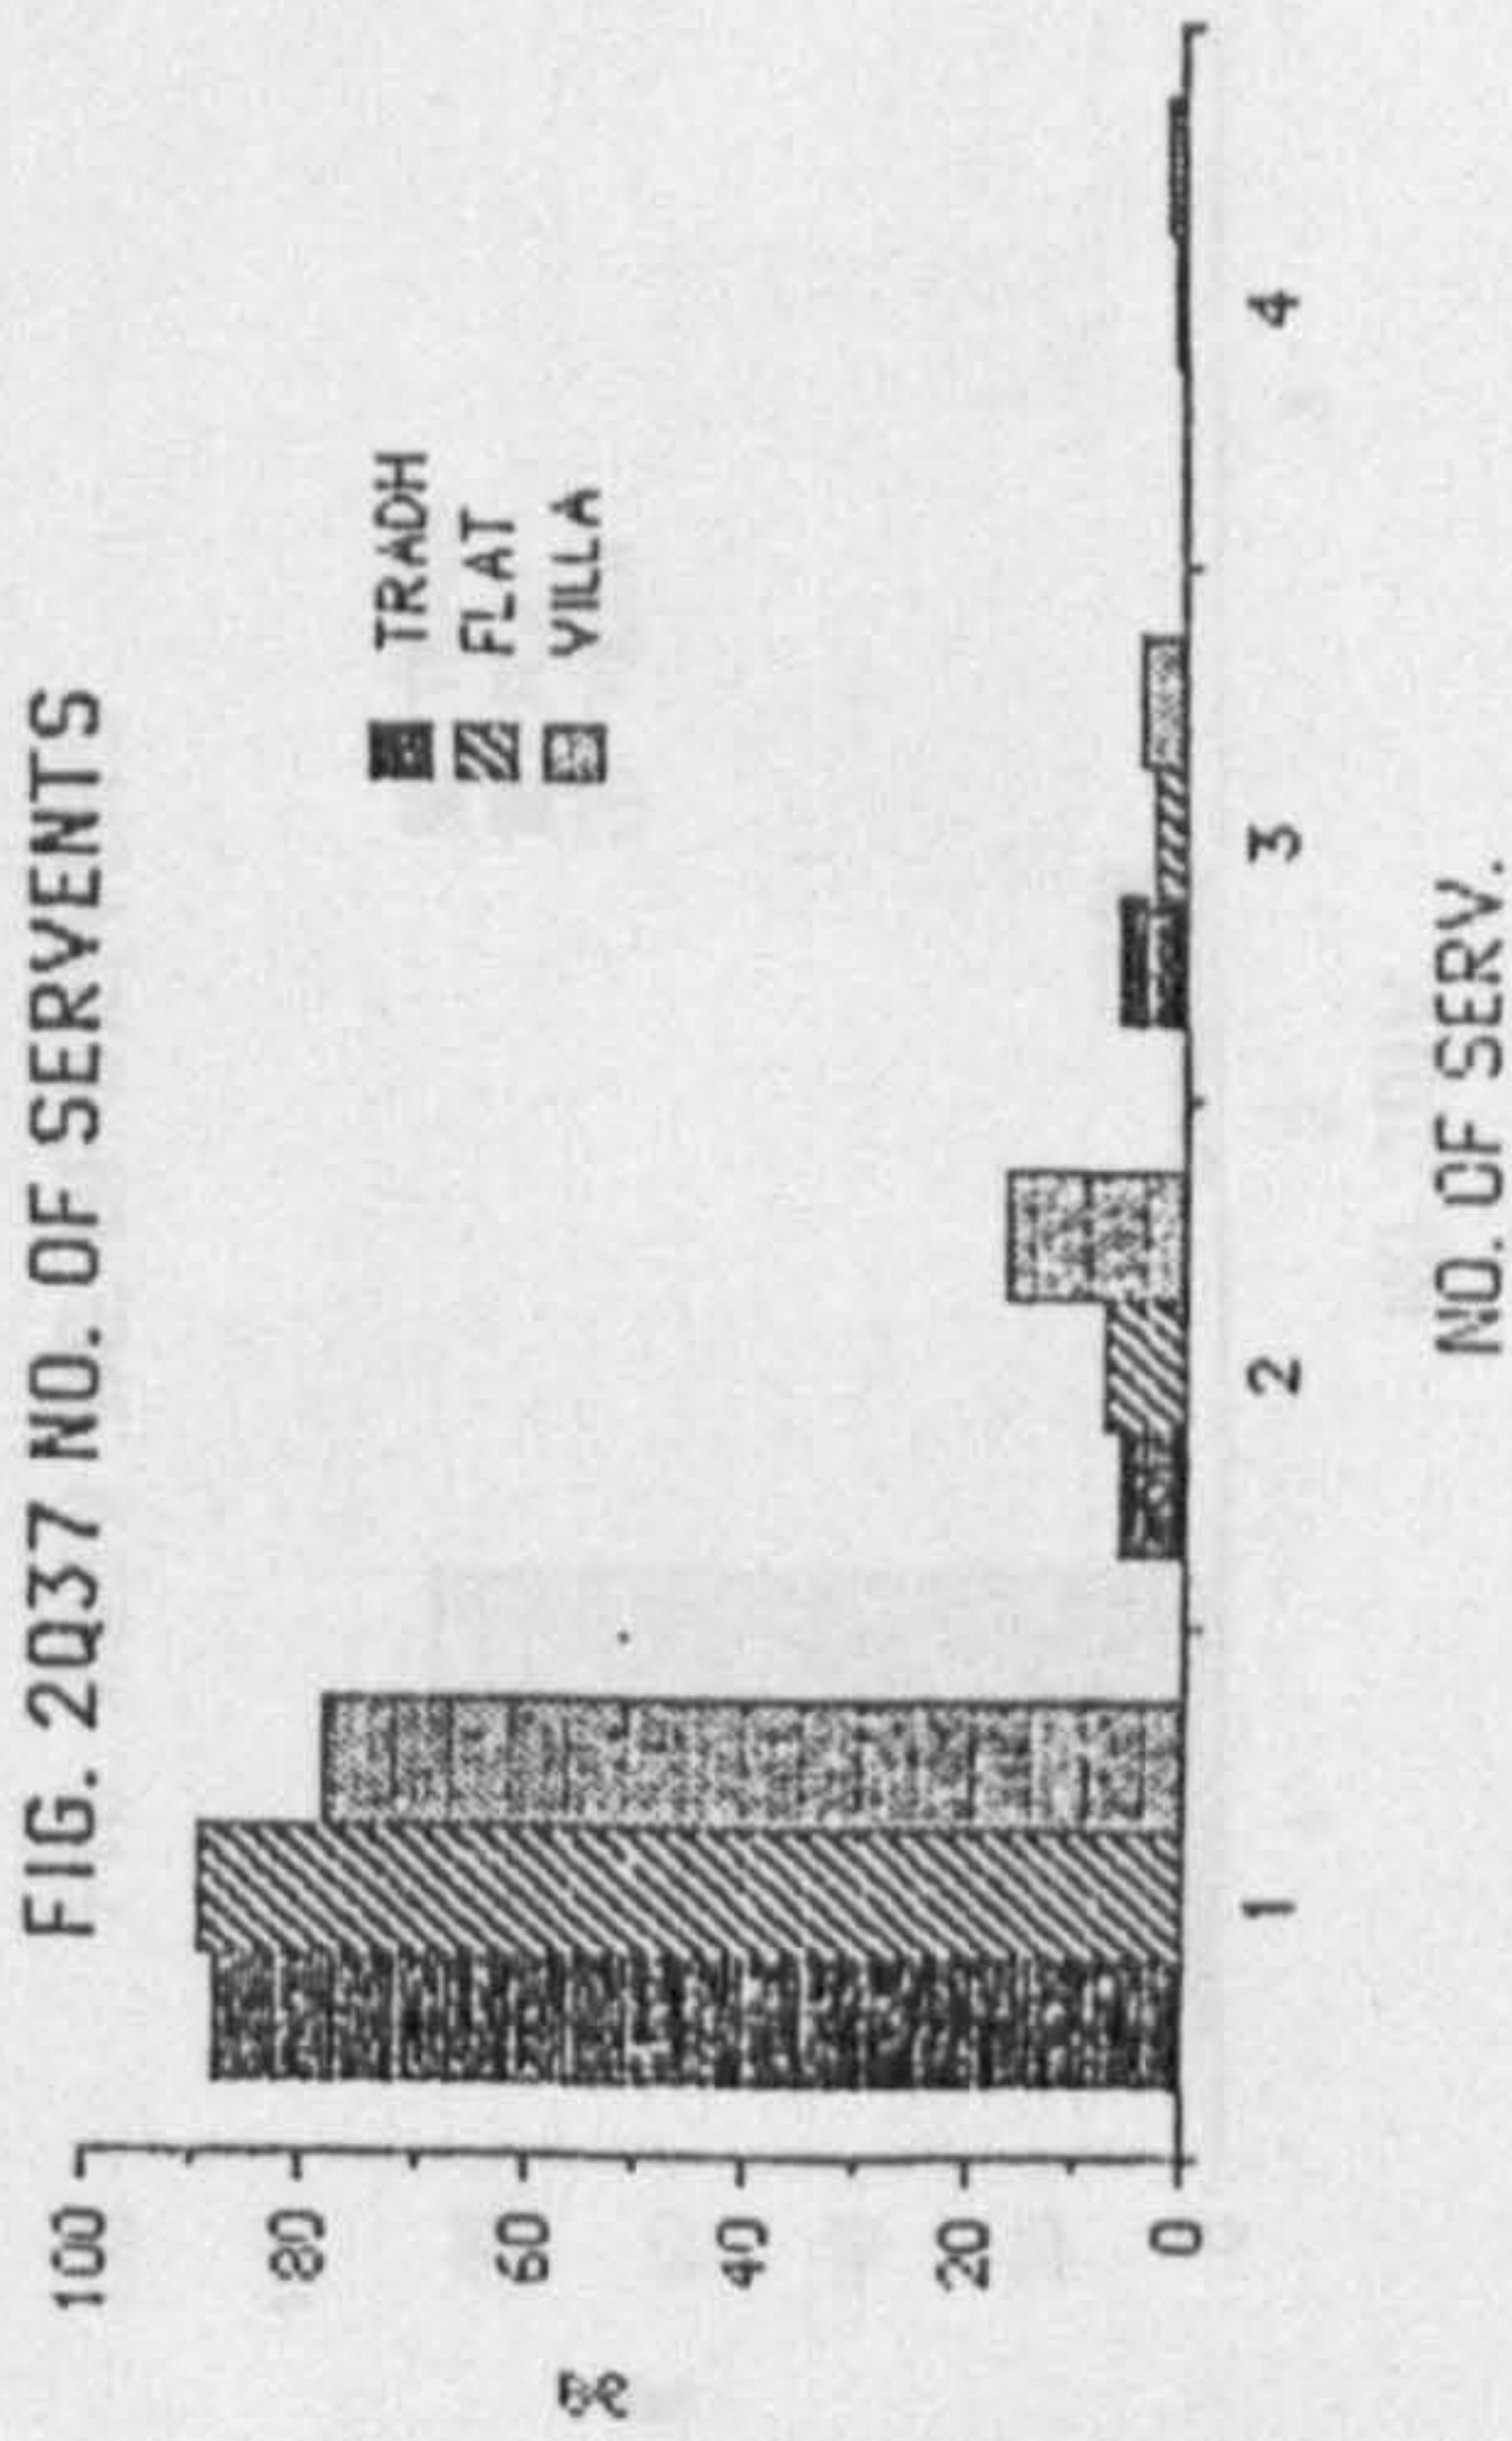 FIG. 2Q37 NO. OF SERVENTS
TRADH
FLAT
VILLA
%
100
80
60
40
20
0
1 2 3 4
NO. OF SERV.